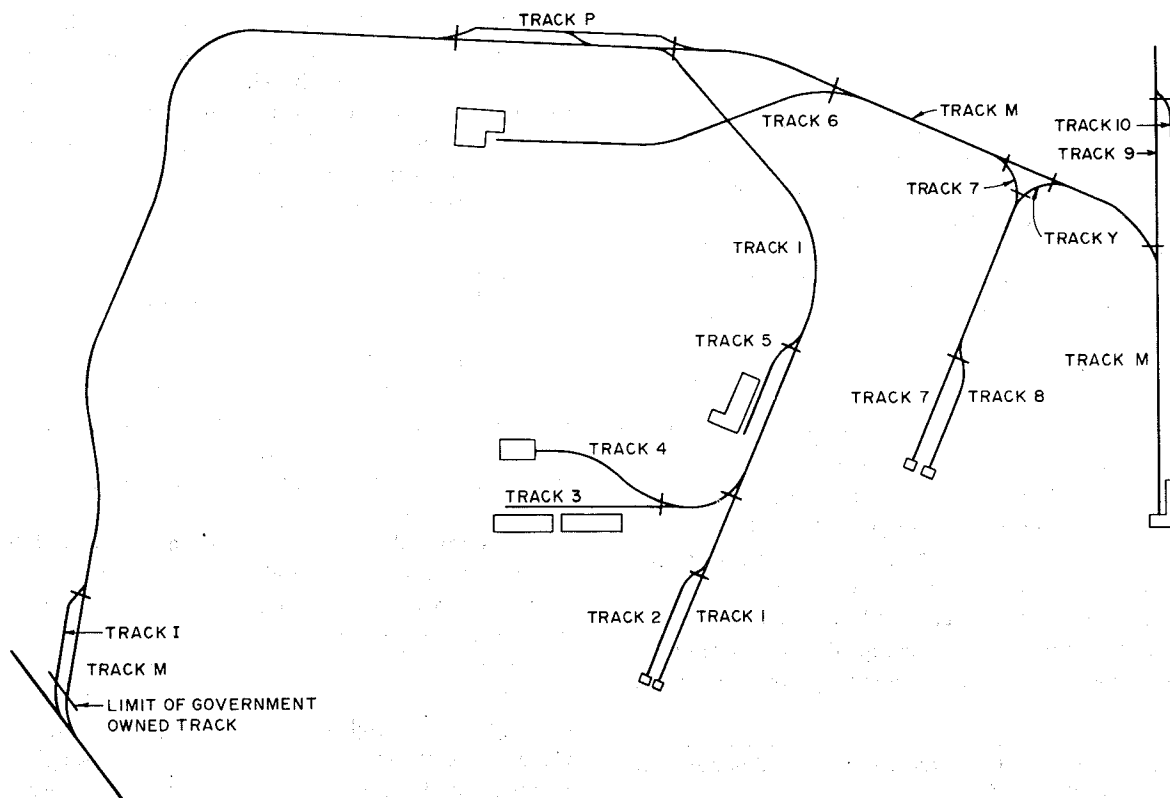 TRACK P
TRACK M
TRACK 6
TRACK 10
TRACK 9
TRACK 7
TRACK Y
TRACK 1
TRACK 5
TRACK M
TRACK 7
TRACK 8
TRACK 4
TRACK 3
TRACK 2
TRACK 1
TRACK I
TRACK M
LIMIT OF GOVERNMENT
OWNED TRACK